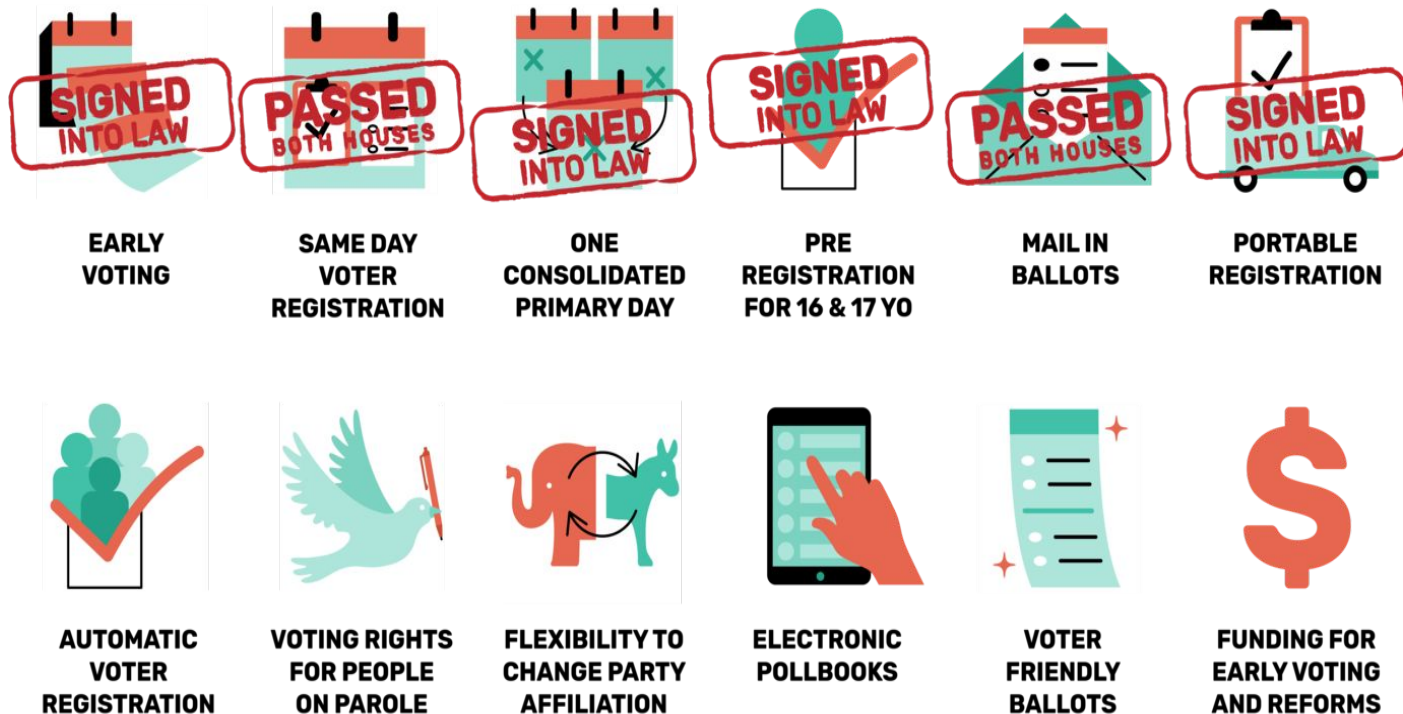 SIGNED
INTO LAW
PASSED
BOTH HOUSES
SIGNED
INTO LAW
SIGNED
INTO LAW
PASSED
BOTH HOUSES
SIGNED
INTO LAW
EARLY
VOTING
SAME DAY
VOTER
REGISTRATION
ONE
CONSOLIDATED
PRIMARY DAY
PRE
REGISTRATION
FOR 16 & 17 YO
MAIL IN
BALLOTS
PORTABLE
REGISTRATION
AUTOMATIC
VOTER
REGISTRATION
VOTING RIGHTS
FOR PEOPLE
ON PAROLE
FLEXIBILITY TO
CHANGE PARTY
AFFILIATION
ELECTRONIC
POLLBOOKS
VOTER
FRIENDLY
BALLOTS
$
FUNDING FOR
EARLY VOTING
AND REFORMS